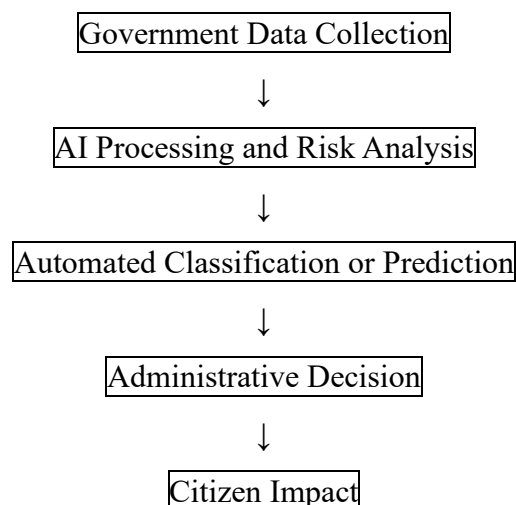 Government Data Collection
↓
AI Processing and Risk Analysis
↓
Automated Classification or Prediction
↓
Administrative Decision
↓
Citizen Impact